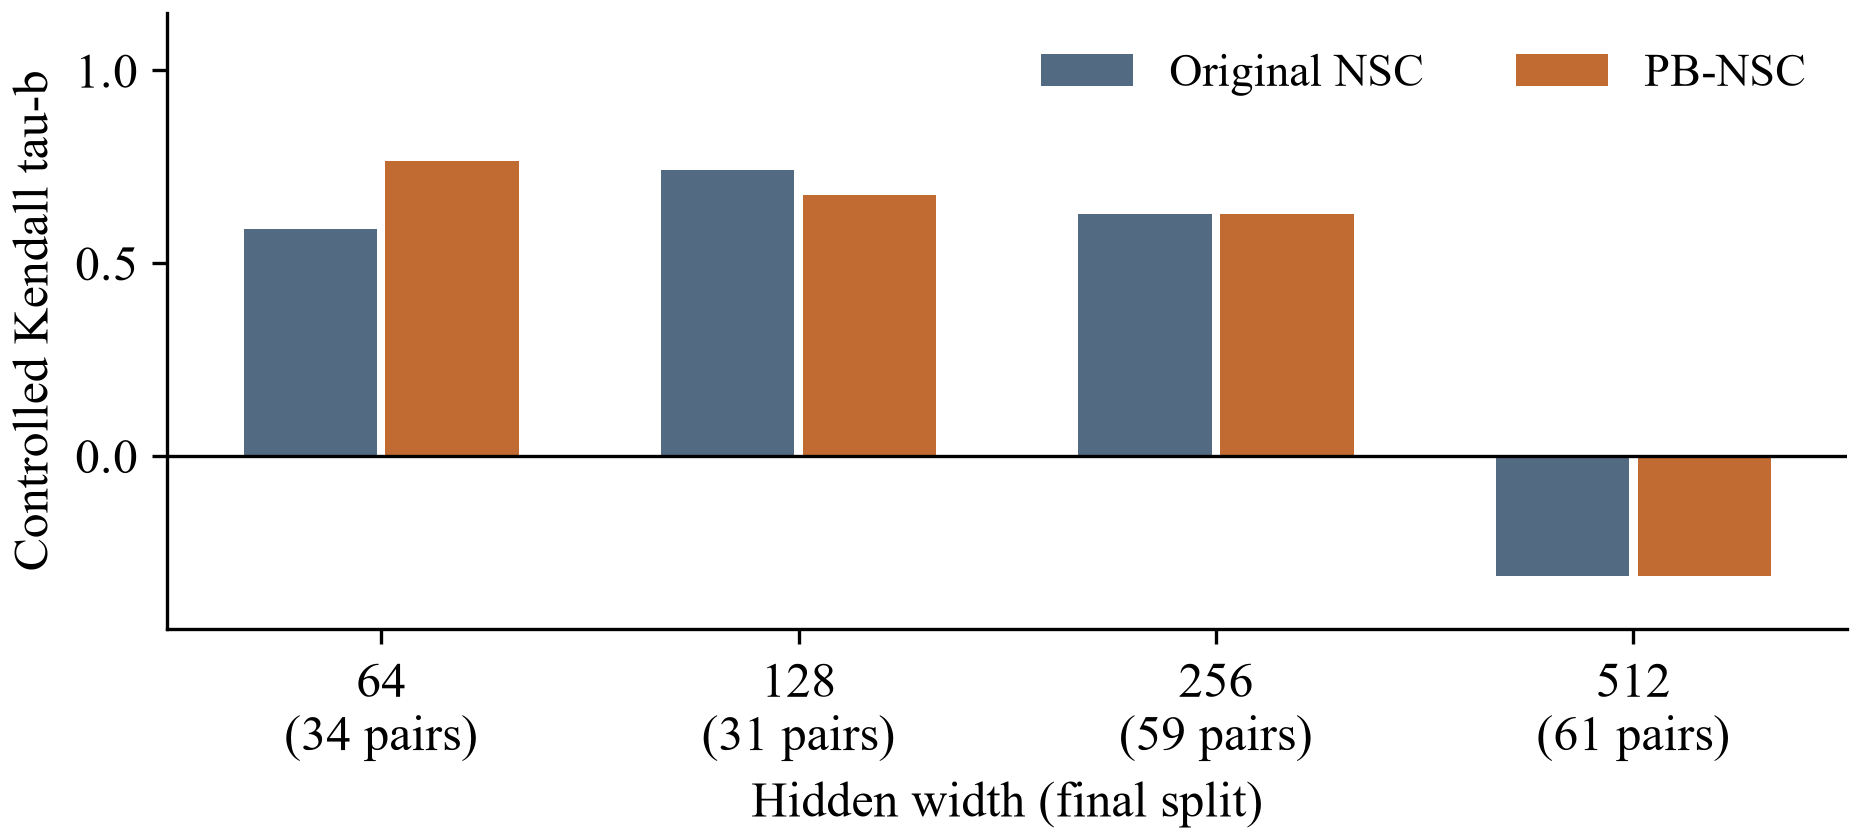 Original NSC
PB-NSC
Controlled Kendall tau-b
1.0
0.5
0.0
64
(34 pairs)
128
(31 pairs)
256
(59 pairs)
512
(61 pairs)
Hidden width (final split)